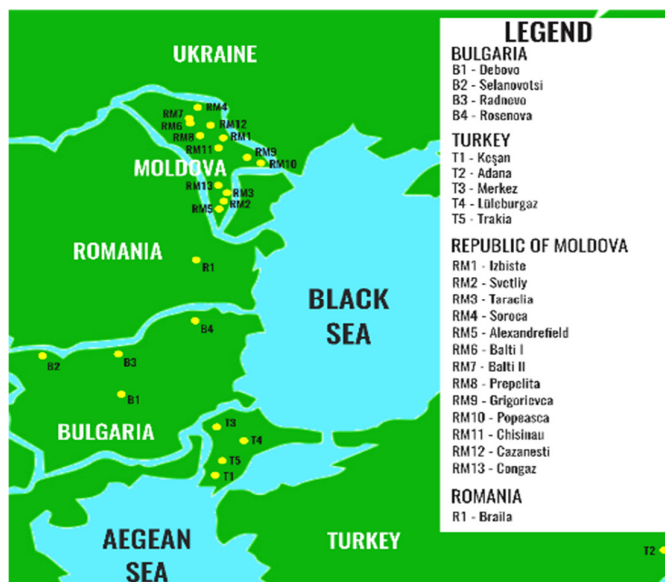 LEGEND
BULGARIA
B1 - Debovo
B2 - Selanovotsi
B3 - Radnevo
B4 - Rosenova
TURKEY
T1 - Keşan
T2 - Adana
T3 - Merkez
T4 - Lüleburgaz
T5 - Trakia
REPUBLIC OF MOLDOVA
RM1 - Izbiste
RM2 - Svetliy
RM3 - Taraclia
RM4 - Soroca
RM5 - Alexandrefield
RM6 - Balti I
RM7 - Balti II
RM8 - Prepelita
RM9 - Grigorievca
RM10 - Popeasca
RM11 - Chisinau
RM12 - Cazanesti
RM13 - Congaz
ROMANIA
R1 - Braila
UKRAINE
RM4
RM7
RM6
RM12
RM8
RM1
RM11
RM9
MOLDOVA
RM10
RM13
RM3
RM2
RM5
ROMANIA
R1
BLACK
SEA
B4
B2
B3
B1
BULGARIA
T3
T4
T5
T1
AEGEAN
SEA
TURKEY
T2